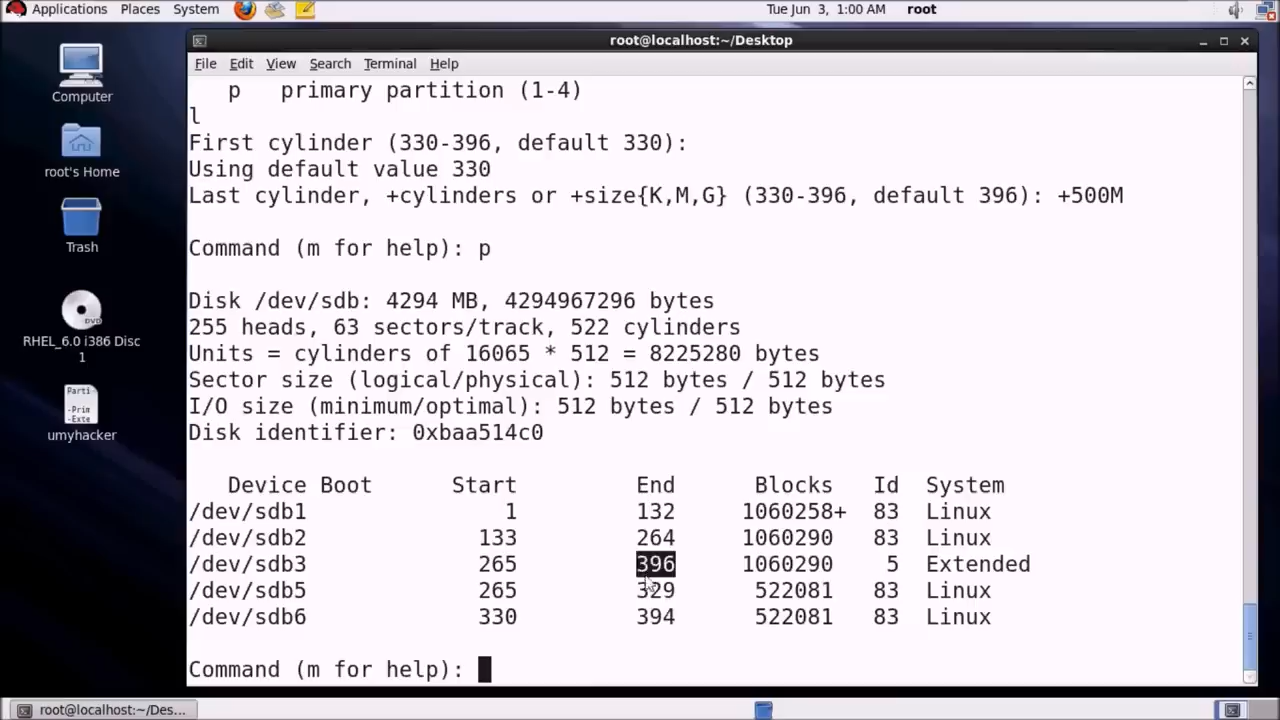 Applications Places System Tue Jun 3, 1:00 AM root
root@localhost:~/Desktop
File Edit View Search Terminal Help
Computer
root's Home
Trash
RHEL_6.0 i386 Disc
1
Parti
-Prim
-Exte
umyhacker
p primary partition (1-4)
l
First cylinder (330-396, default 330):
Using default value 330
Last cylinder, +cylinders or +size{K,M,G} (330-396, default 396): +500M
Command (m for help): p
Disk /dev/sdb: 4294 MB, 4294967296 bytes
255 heads, 63 sectors/track, 522 cylinders
Units = cylinders of 16065 * 512 = 8225280 bytes
Sector size (logical/physical): 512 bytes / 512 bytes
I/O size (minimum/optimal): 512 bytes / 512 bytes
Disk identifier: 0xbaa514c0
Device Boot Start End Blocks Id System
/dev/sdb1 1 132 1060258+ 83 Linux
/dev/sdb2 133 264 1060290 83 Linux
/dev/sdb3 265 396 1060290 5 Extended
/dev/sdb5 265 329 522081 83 Linux
/dev/sdb6 330 394 522081 83 Linux
Command (m for help):
root@localhost:~/Des...